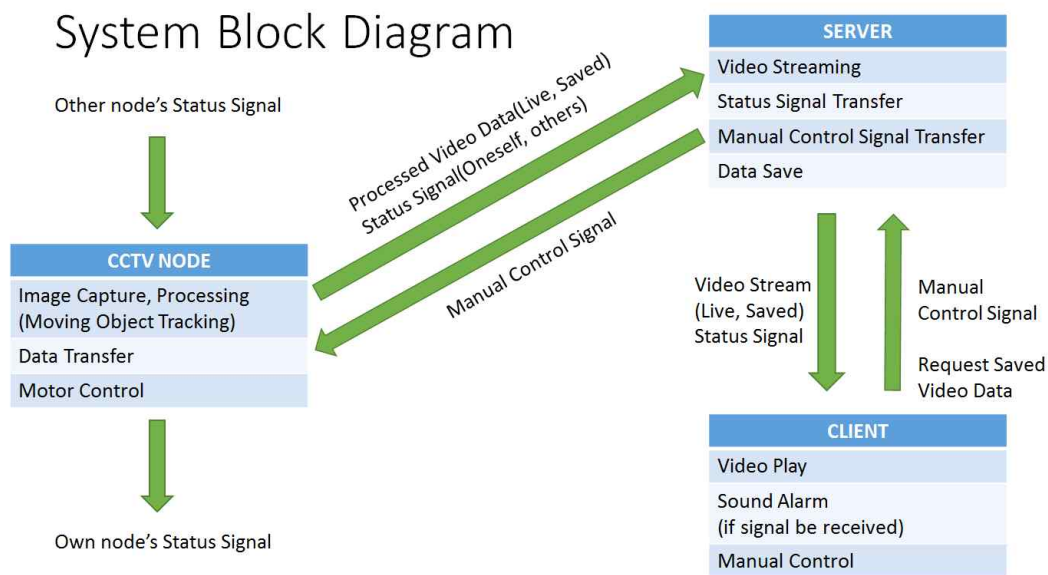 System Block Diagram
Other node's Status Signal
CCTV NODE
Image Capture, Processing
(Moving Object Tracking)
Data Transfer
Motor Control
Own node's Status Signal
Processed Video Data(Live, Saved)
Status Signal(Oneself, others)
Manual Control Signal
SERVER
Video Streaming
Status Signal Transfer
Manual Control Signal Transfer
Data Save
Video Stream
(Live, Saved)
Status Signal
Manual
Control Signal
Request Saved
Video Data
CLIENT
Video Play
Sound Alarm
(if signal be received)
Manual Control